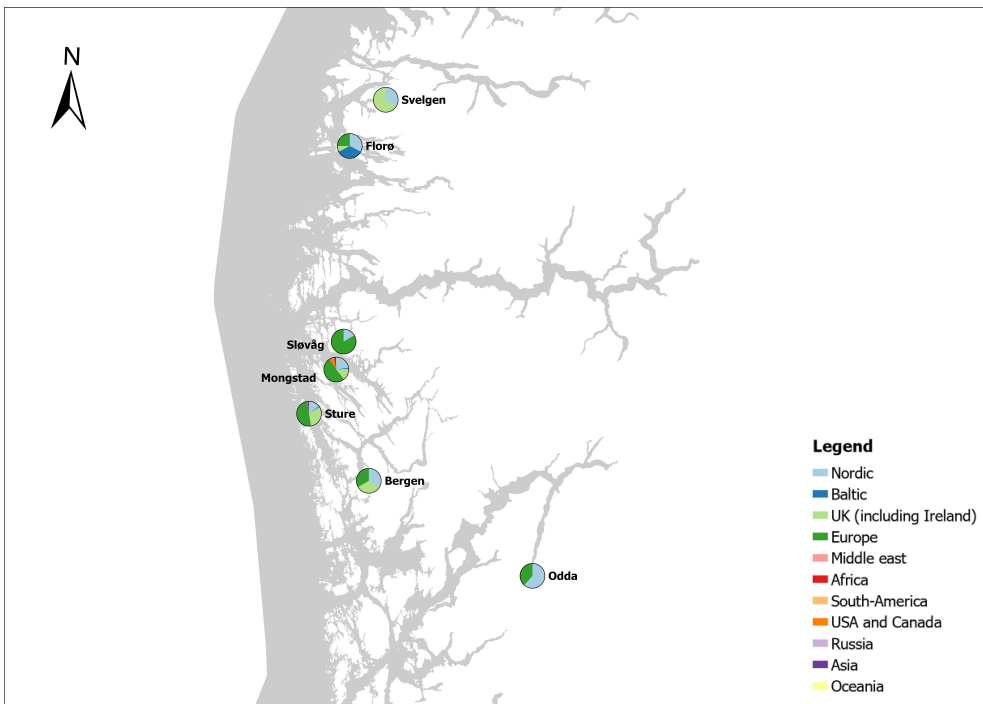 N
Svelgen
Florø
Sløvåg
Mongstad
Sture
Bergen
Odda
Legend
Nordic
Baltic
UK (including Ireland)
Europe
Middle east
Africa
South-America
USA and Canada
Russia
Asia
Oceania